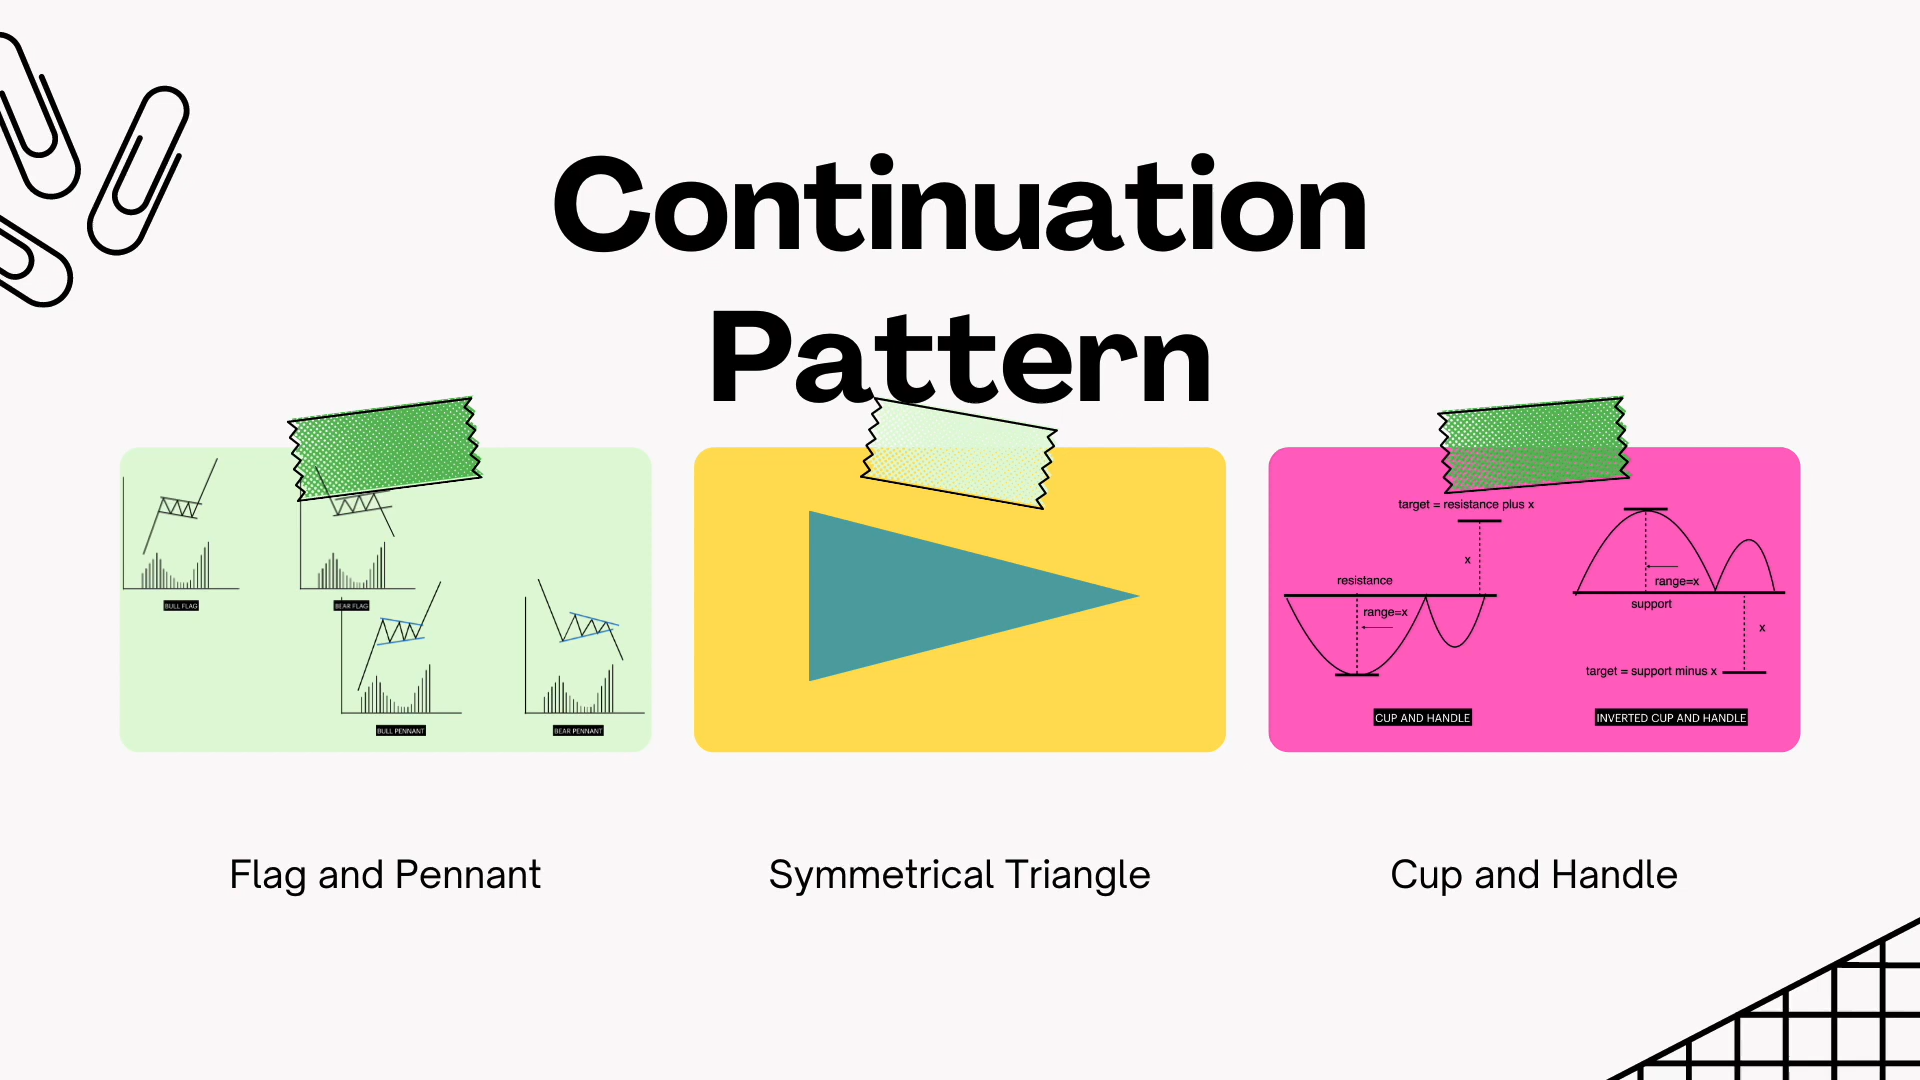 Continuation
Pattern
BULL FLAG
BEAR FLAG
BULL PENNANT
BEAR PENNANT
target = resistance plus x
x
resistance
range=x
CUP AND HANDLE
range=x
support
x
target = support minus x
INVERTED CUP AND HANDLE
Flag and Pennant
Symmetrical Triangle
Cup and Handle